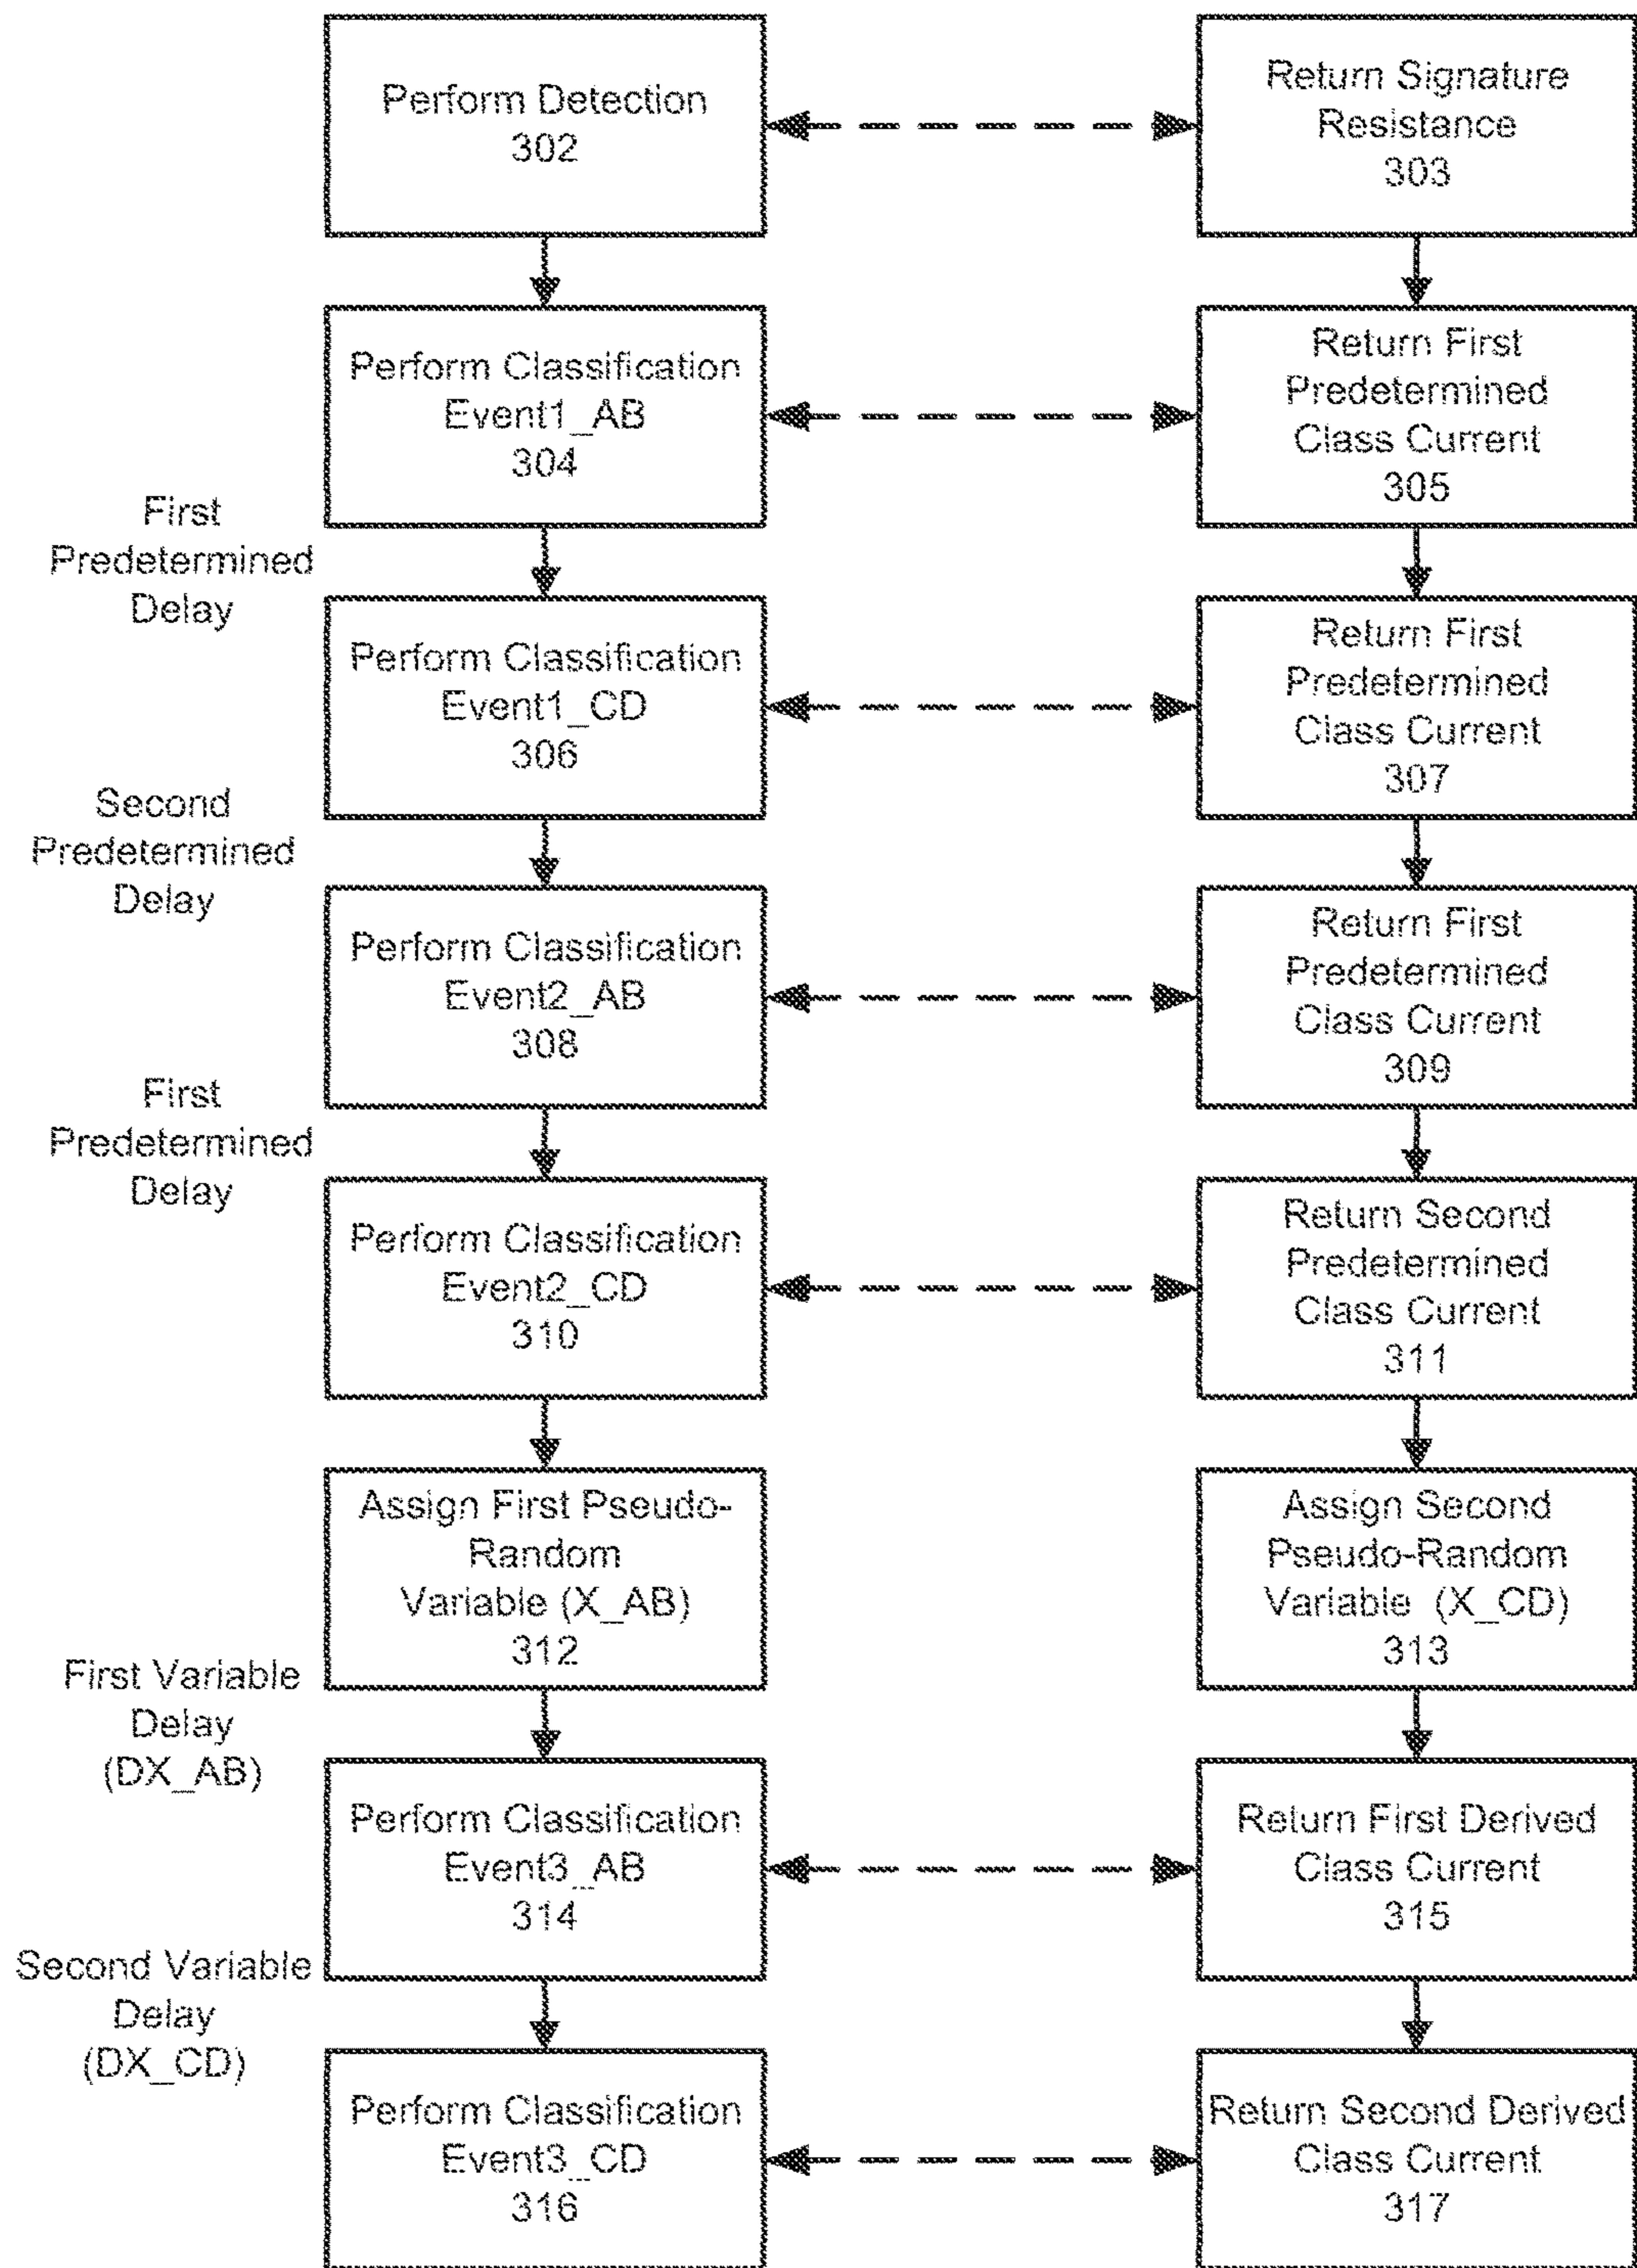 Perform Detection
302
Return Signature
Resistance
303
Perform Classification
Event1_AB
304
Return First
Predetermined
Class Current
305
First
Predetermined
Delay
Perform Classification
Event1_CD
306
Return First
Predetermined
Class Current
307
Second
Predetermined
Delay
Perform Classification
Event2_AB
308
Return First
Predetermined
Class Current
309
First
Predetermined
Delay
Perform Classification
Event2_CD
310
Return Second
Predetermined
Class Current
311
Assign First Pseudo-
Random
Variable (X_AB)
312
Assign Second
Pseudo-Random
Variable (X_CD)
313
First Variable
Delay
(DX_AB)
Perform Classification
Event3_AB
314
Return First Derived
Class Current
315
Second Variable
Delay
(DX_CD)
Perform Classification
Event3_CD
316
Return Second Derived
Class Current
317